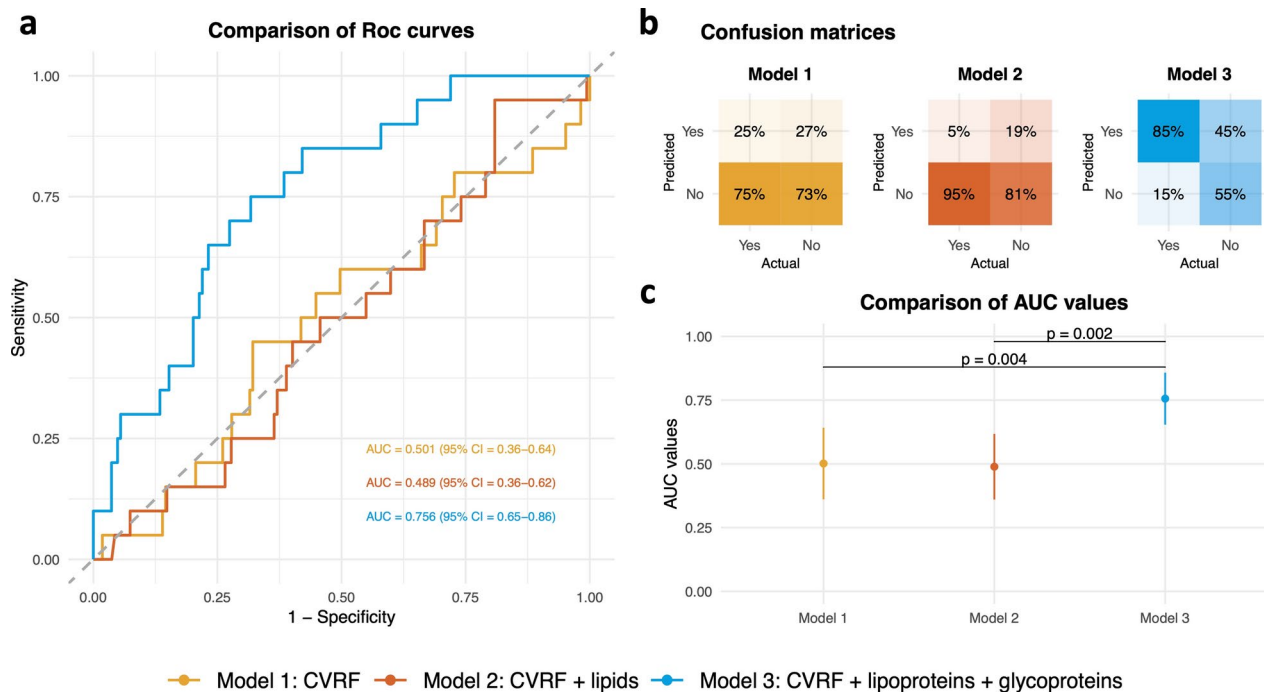 a
Comparison of Roc curves
1.00
0.75
0.50
0.25
0.00
Sensitivity
AUC = 0.501 (95% CI = 0.36–0.64)
AUC = 0.489 (95% CI = 0.36–0.62)
AUC = 0.756 (95% CI = 0.65–0.86)
0.00 0.25 0.50 0.75 1.00
1 – Specificity
b
Confusion matrices
Model 1
Predicted
Yes 25% 27%
No 75% 73%
Yes No
Actual
Model 2
Predicted
Yes 5% 19%
No 95% 81%
Yes No
Actual
Model 3
Predicted
Yes 85% 45%
No 15% 55%
Yes No
Actual
c
Comparison of AUC values
1.00
0.75
0.50
0.25
0.00
AUC values
p = 0.002
p = 0.004
Model 1 Model 2 Model 3
Model 1: CVRF Model 2: CVRF + lipids Model 3: CVRF + lipoproteins + glycoproteins